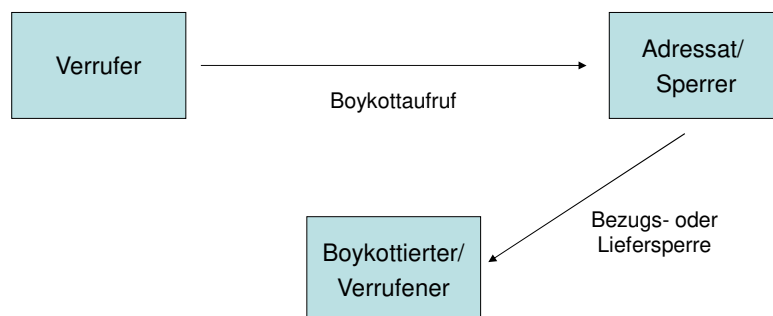 Verrufer
Adressat/
Sperrer
Boykottaufruf
Bezugs- oder
Liefersperre
Boykottierter/
Verrufener